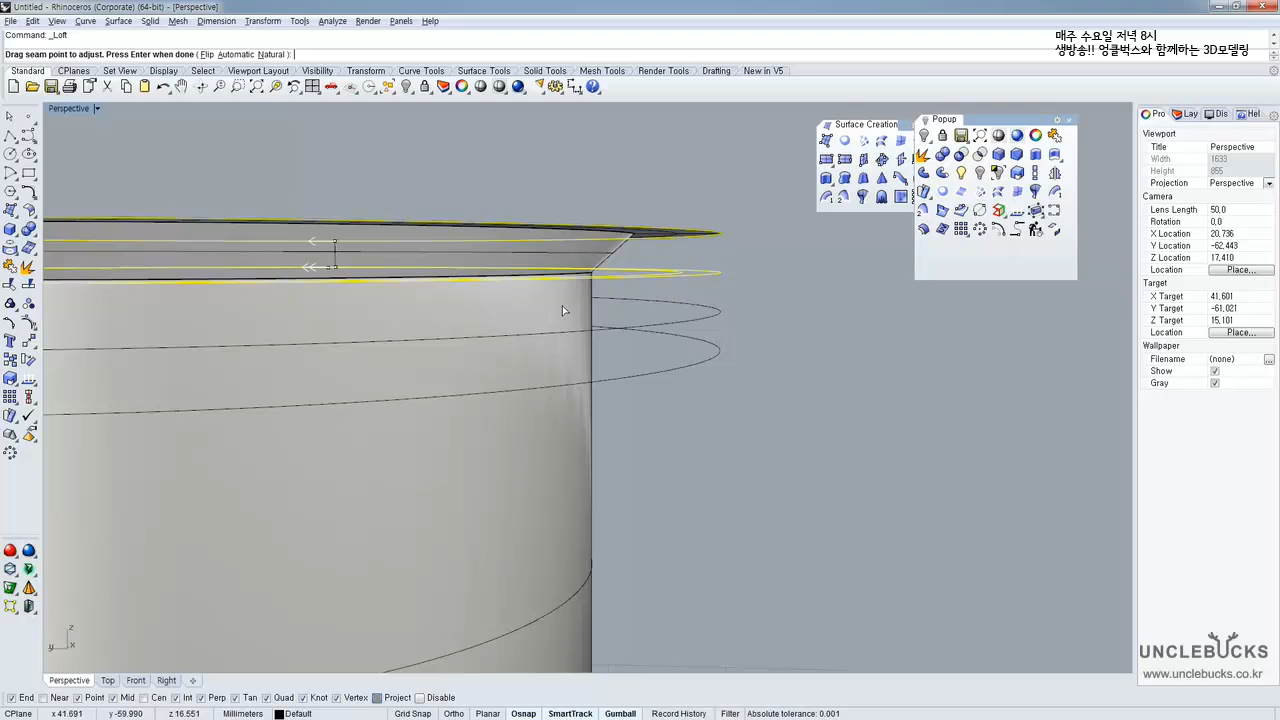 Untitled - Rhinoceros (Corporate) (64-bit) - [Perspective]
File Edit View Curve Surface Solid Mesh Dimension Transform Tools Analyze Render Panels Help
Command: _Loft
매주 수요일 저녁 8시
Drag seam point to adjust. Press Enter when done ( Flip Automatic Natural ):
생방송!! 엉클벅스와 함께하는 3D모델링
Standard CPlanes Set View Display Select Viewport Layout Visibility Transform Curve Tools Surface Tools Solid Tools Mesh Tools Render Tools Drafting New in V5
Perspective
Surface Creation
Popup
Pro Lay Dis Hel
Viewport
Title Perspective
Width 1633
Height 855
Projection Perspective
Camera
Lens Length 50,0
Rotation 0,0
X Location 20,736
Y Location -62,443
Z Location 17,410
Location Place...
Target
X Target 41,601
Y Target -61,021
Z Target 15,101
Location Place...
Wallpaper
Filename (none)
Show
Gray
z
y x
UNCLEBUCKS
www.unclebucks.co.kr
Perspective Top Front Right
End Near Point Mid Cen Int Perp Tan Quad Knot Vertex Project Disable
CPlane x 41.691 y -59.990 z 16.551 Millimeters Default Grid Snap Ortho Planar Osnap SmartTrack Gumball Record History Filter Absolute tolerance: 0.001